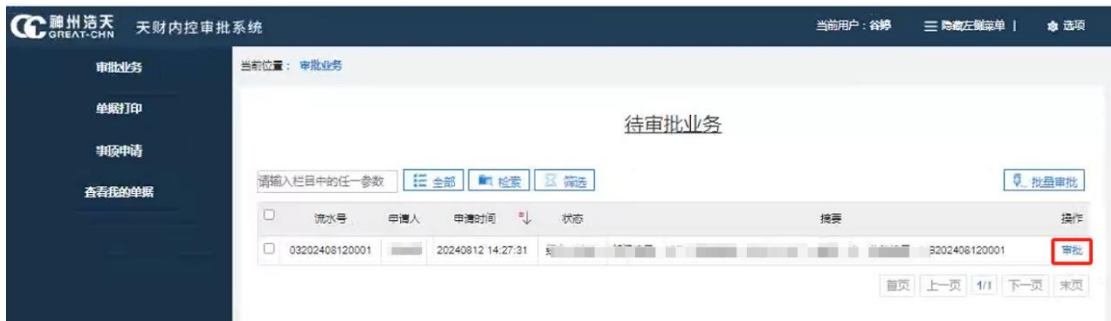 神州浩天 天财内控审批系统 当前用户：谷婷 隐藏左侧菜单 | 选项
GREAT-CHN
审批业务
单据打印
事项申请
查看我的单据
当前位置： 审批业务
待审批业务
请输入栏目中的任一参数 全部 检索 筛选 批量审批
流水号 申请人 申请时间 状态 摘要 操作
03202408120001 20240812 14:27:31 3202408120001 审批
首页 上一页 1/1 下一页 末页